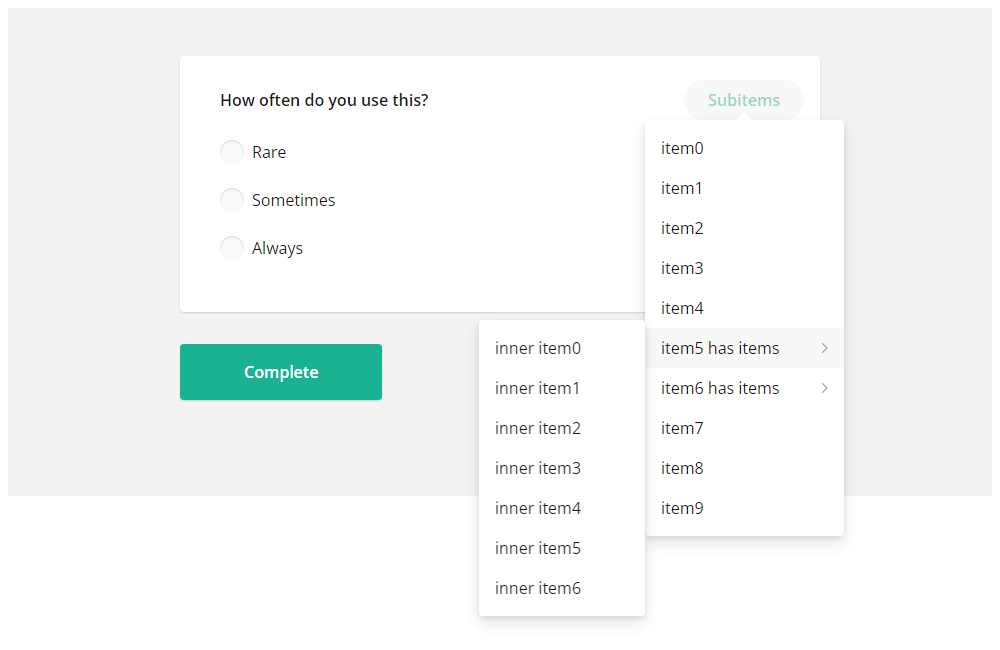 How often do you use this?
Subitems
Rare
Sometimes
Always
Complete
item0
item1
item2
item3
item4
item5 has items
item6 has items
item7
item8
item9
inner item0
inner item1
inner item2
inner item3
inner item4
inner item5
inner item6